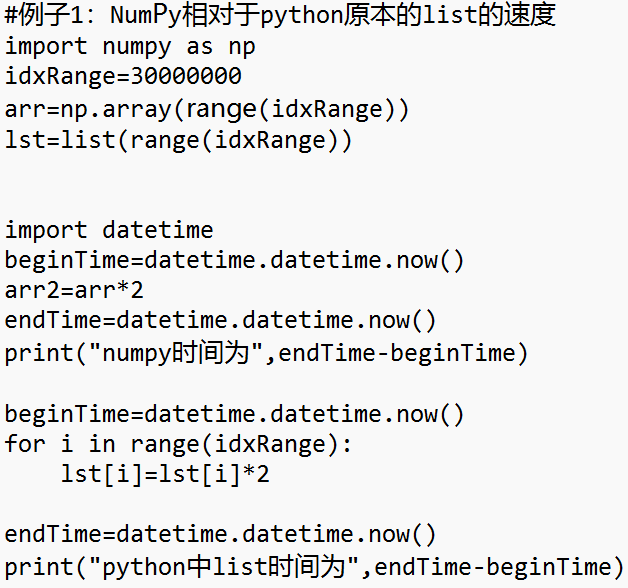 #例子1：NumPy相对于python原本的list的速度
import numpy as np
idxRange=30000000
arr=np.array(range(idxRange))
lst=list(range(idxRange))
import datetime
beginTime=datetime.datetime.now()
arr2=arr*2
endTime=datetime.datetime.now()
print("numpy时间为",endTime-beginTime)
beginTime=datetime.datetime.now()
for i in range(idxRange):
    lst[i]=lst[i]*2
endTime=datetime.datetime.now()
print("python中list时间为",endTime-beginTime)